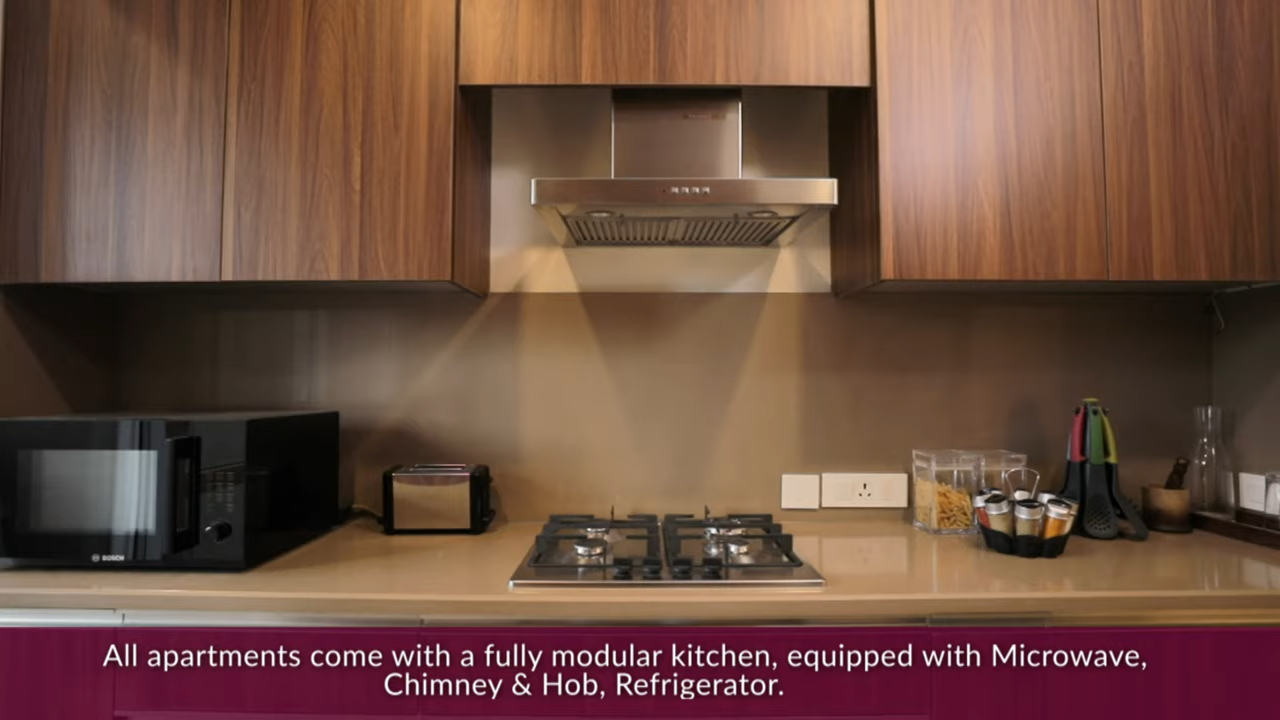 BOSCH
All apartments come with a fully modular kitchen, equipped with Microwave,
Chimney & Hob, Refrigerator.